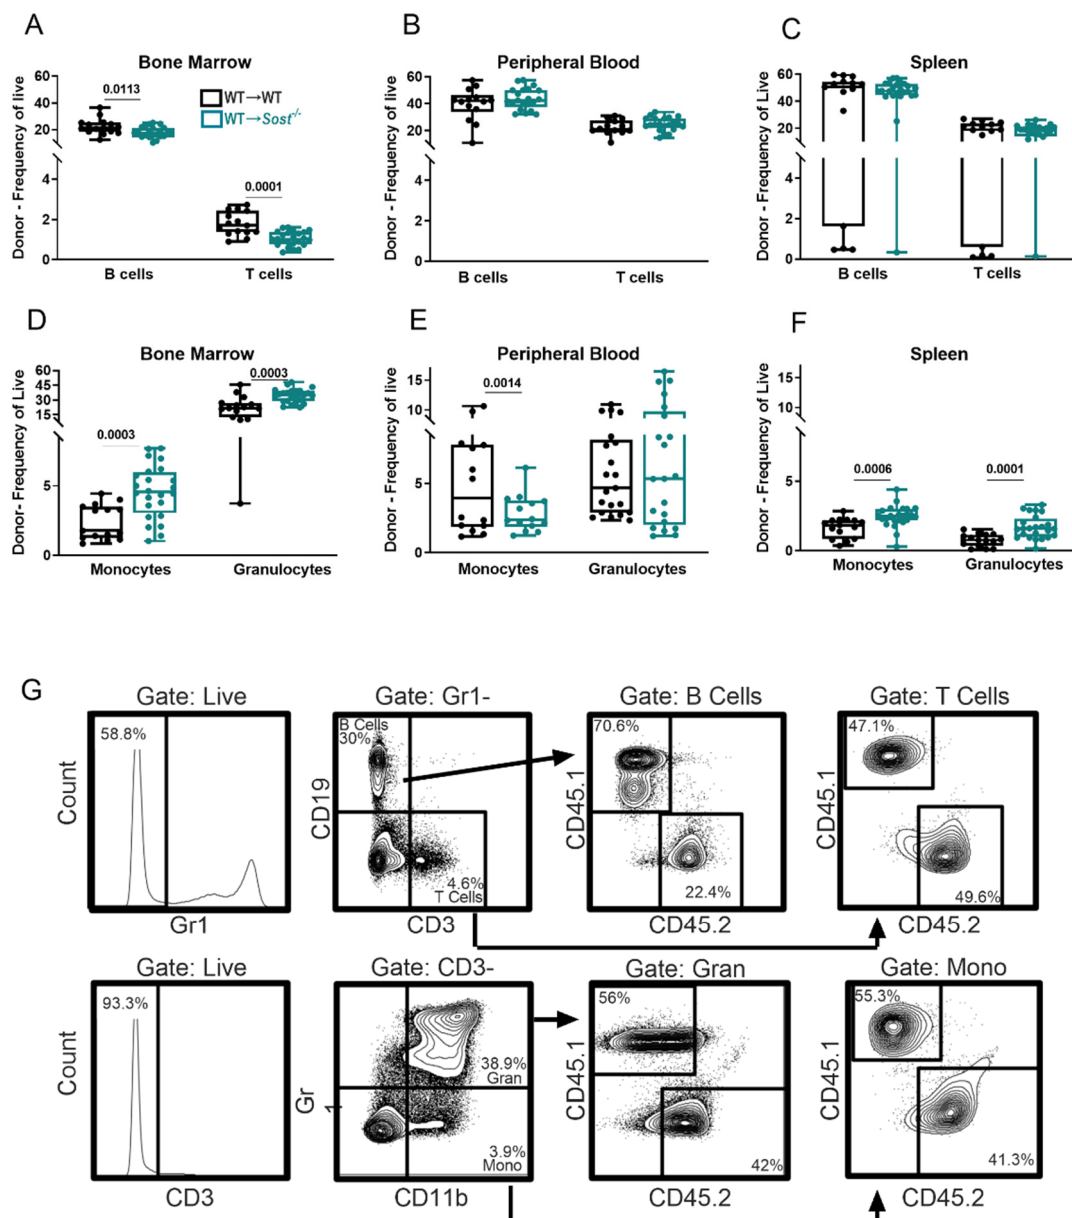 A
Bone Marrow
Donor - Frequency of live
60
40
20
4
2
0
0.0113
0.0001
WT→WT
WT→Sost-/-
B cells
T cells
B
Peripheral Blood
Donor - Frequency of live
60
40
20
4
2
0
B cells
T cells
C
Spleen
Donor - Frequency of Live
60
40
20
4
2
0
B cells
T cells
D
Bone Marrow
Donor- Frequency of Live
60
45
30
15
5
0
0.0003
0.0003
Monocytes
Granulocytes
E
Peripheral Blood
Donor - Frequency of live
15
10
5
0
0.0014
Monocytes
Granulocytes
F
Spleen
Donor - Frequency of Live
15
10
5
0
0.0006
0.0001
Monocytes
Granulocytes
G
Gate: Live
58.8%
Count
Gr1
Gate: Gr1-
B Cells
30%
CD19
4.6%
T Cells
CD3
Gate: B Cells
70.6%
CD45.1
22.4%
CD45.2
Gate: T Cells
47.1%
CD45.1
49.6%
CD45.2
Gate: Live
93.3%
Count
CD3
Gate: CD3-
Gr
1
38.9%
Gran
3.9%
Mono
CD11b
Gate: Gran
56%
CD45.1
42%
CD45.2
Gate: Mono
55.3%
CD45.1
41.3%
CD45.2